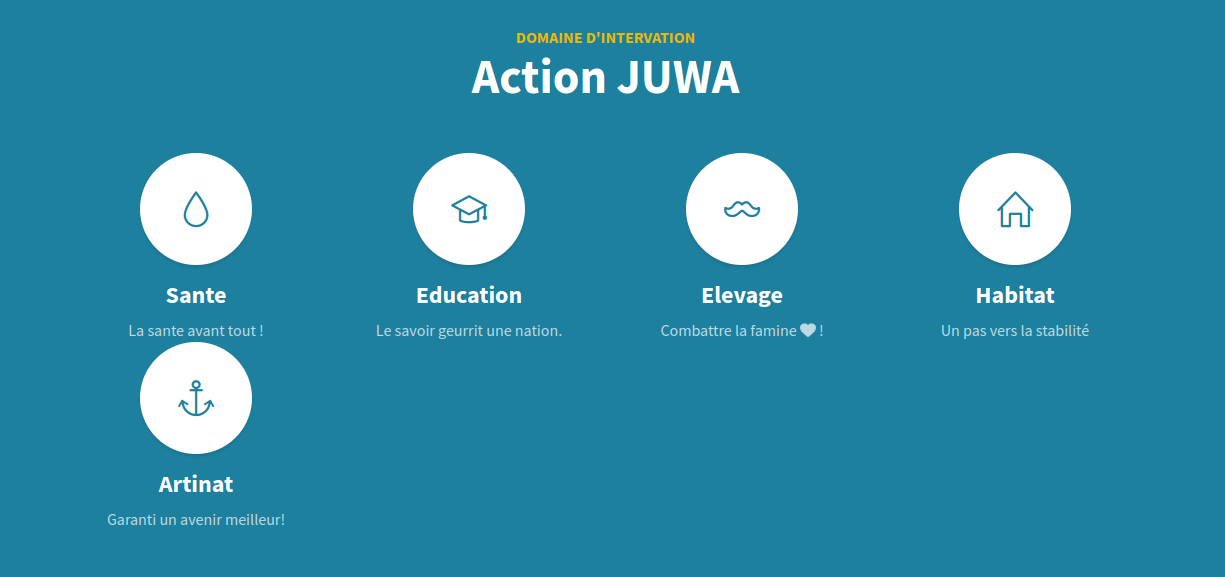 DOMAINE D'INTERVATION
Action JUWA
Sante
La sante avant tout !
Education
Le savoir geurrit une nation.
Elevage
Combattre la famine !
Habitat
Un pas vers la stabilité
Artinat
Garanti un avenir meilleur!